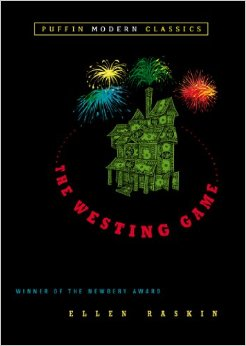 PUFFIN MODERN CLASSICS
THE WESTING GAME
WINNER OF THE NEWBERY AWARD
ELLEN RASKIN